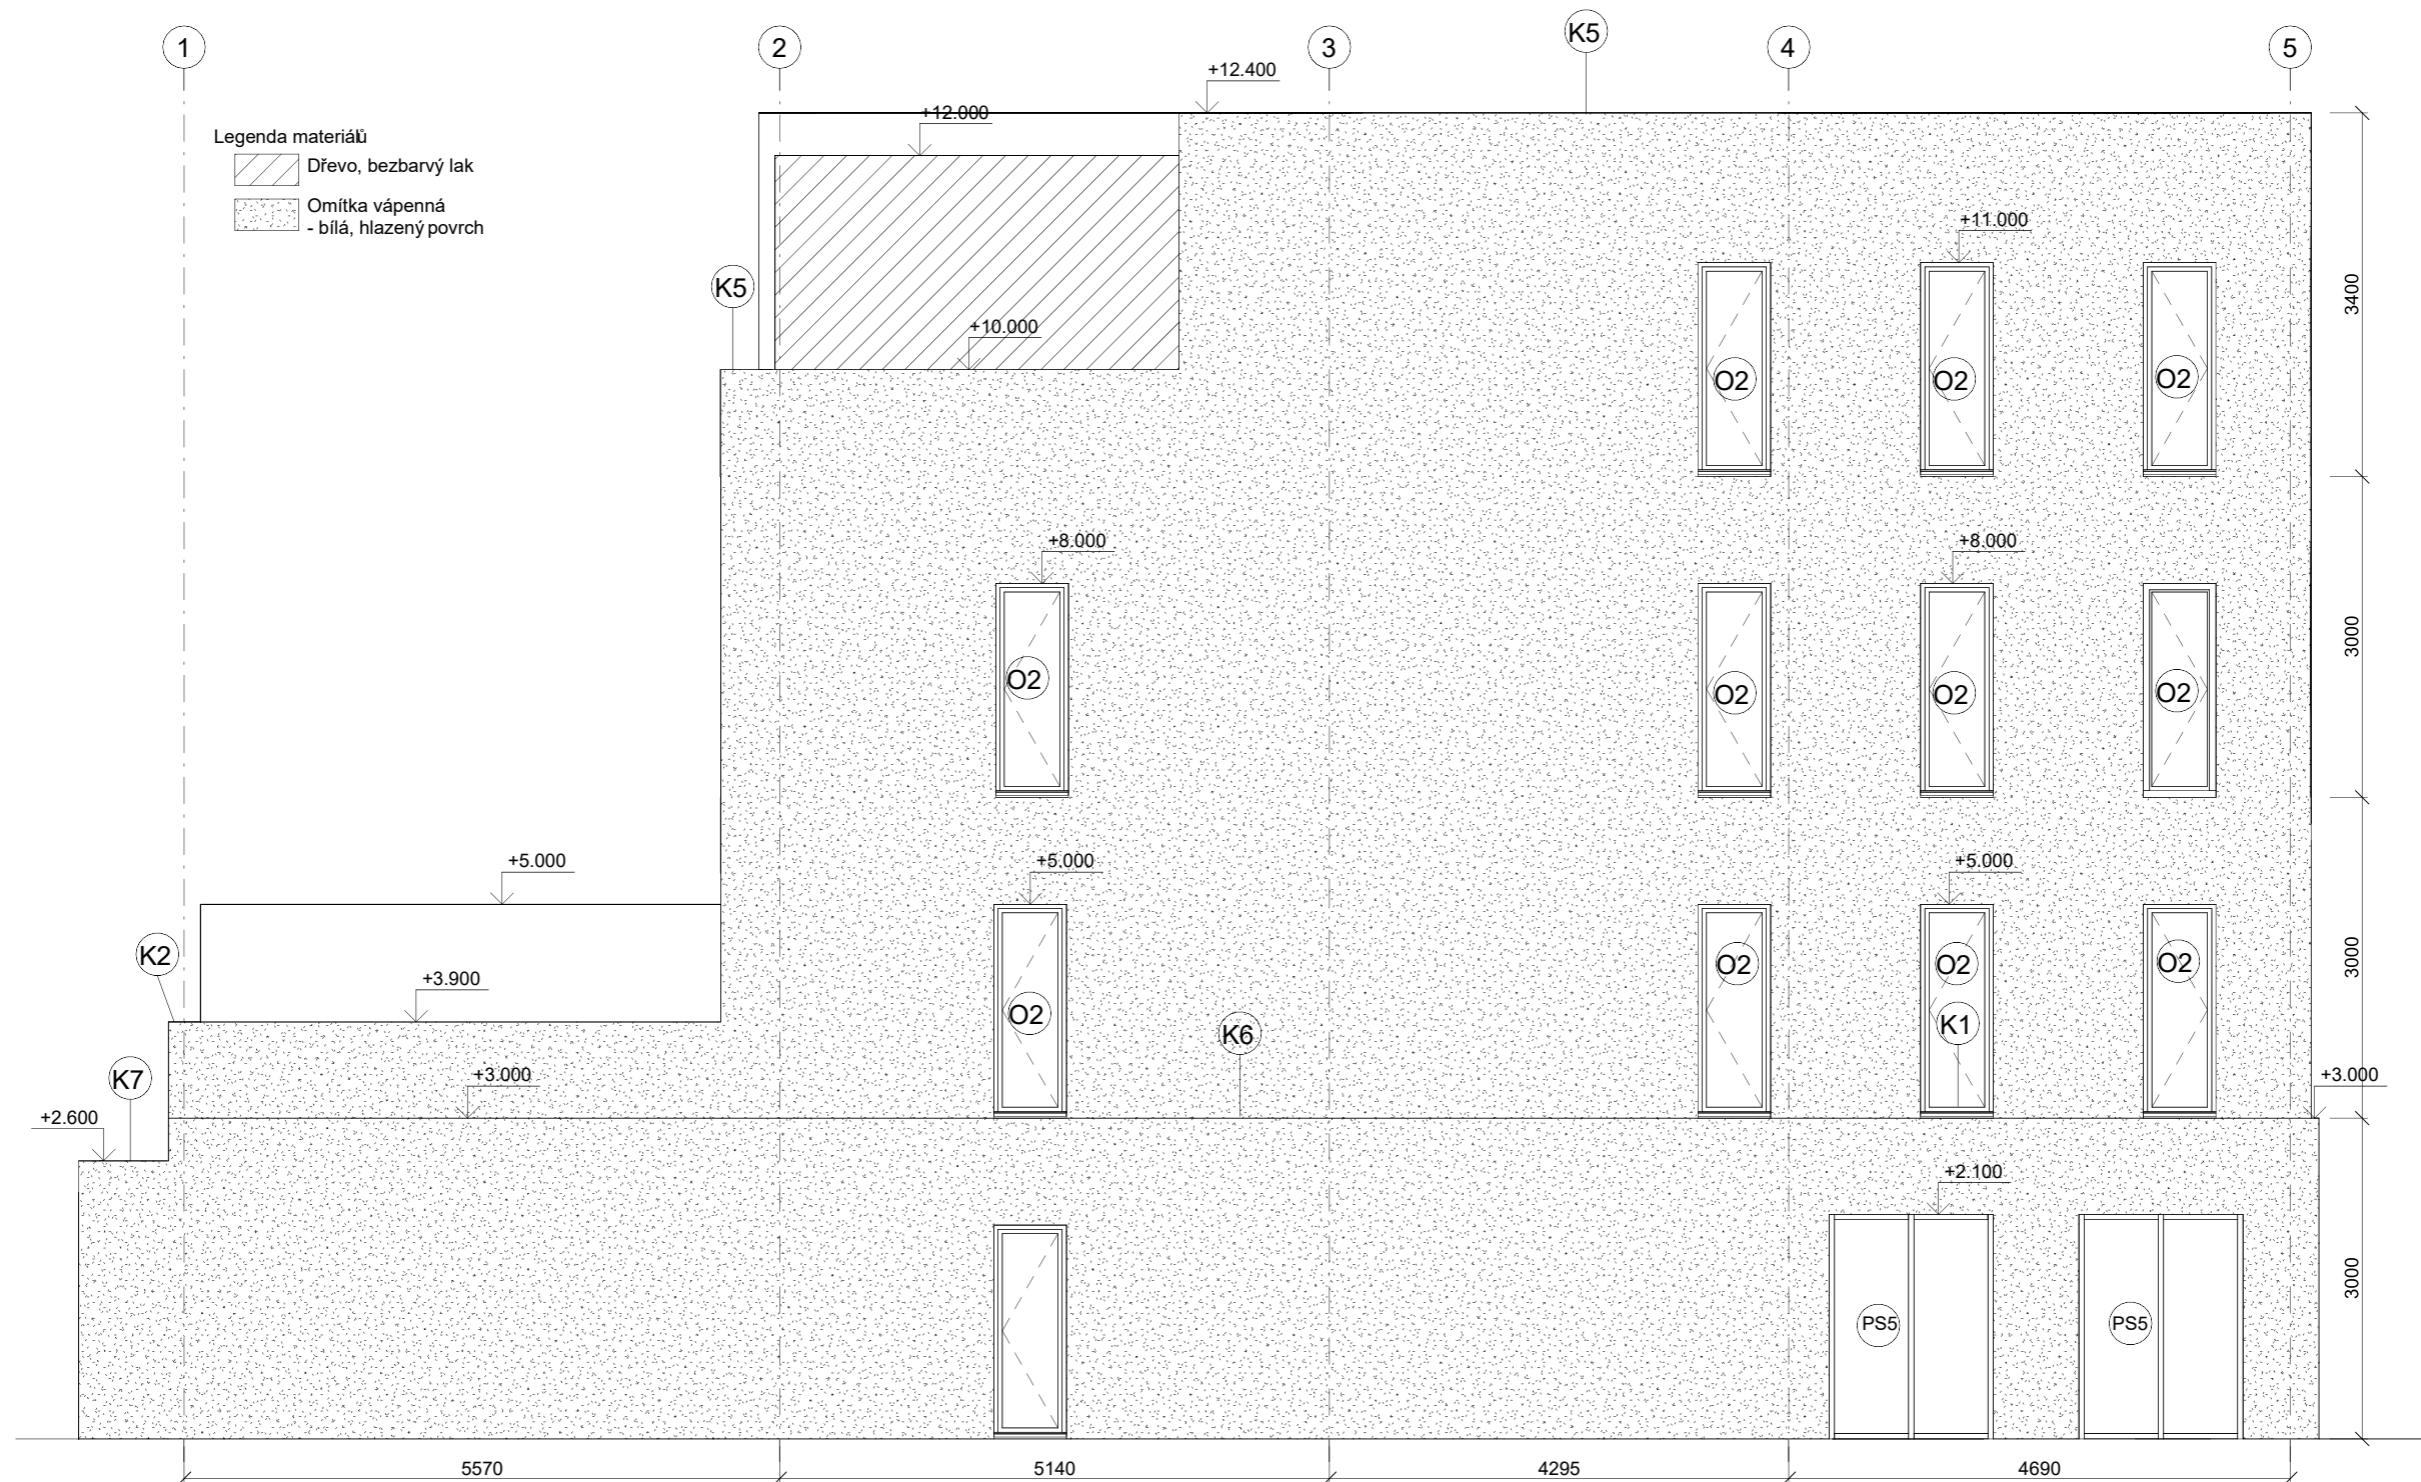 1
2
3
K5
4
5
+12.400
+12.000
Legenda materiálů
Dřevo, bezbarvý lak
Omítka vápenná
- bílá, hlazený povrch
+11.000
K5
3400
+10.000
O2
O2
O2
+8.000
+8.000
3000
O2
O2
O2
O2
+5.000
+5.000
+5.000
K2
3000
+3.900
O2
O2
O2
O2
K6
K1
K7
+3.000
+3.000
+2.600
+2.100
3000
PS5
PS5
5570
5140
4295
4690